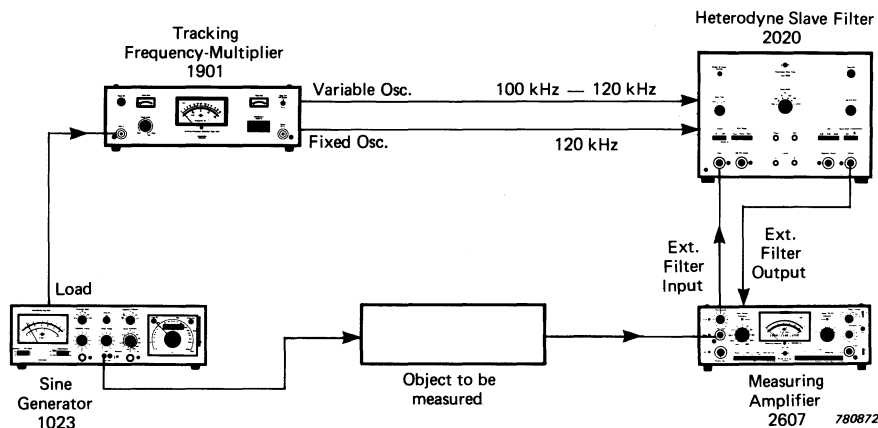 Tracking
Frequency-Multiplier
1901
Heterodyne Slave Filter
2020
Variable Osc.
100 kHz — 120 kHz
Fixed Osc.
120 kHz
Load
Ext.
Filter
Input
Ext.
Filter
Output
Sine
Generator
1023
Object to be
measured
Measuring
Amplifier
2607
780872